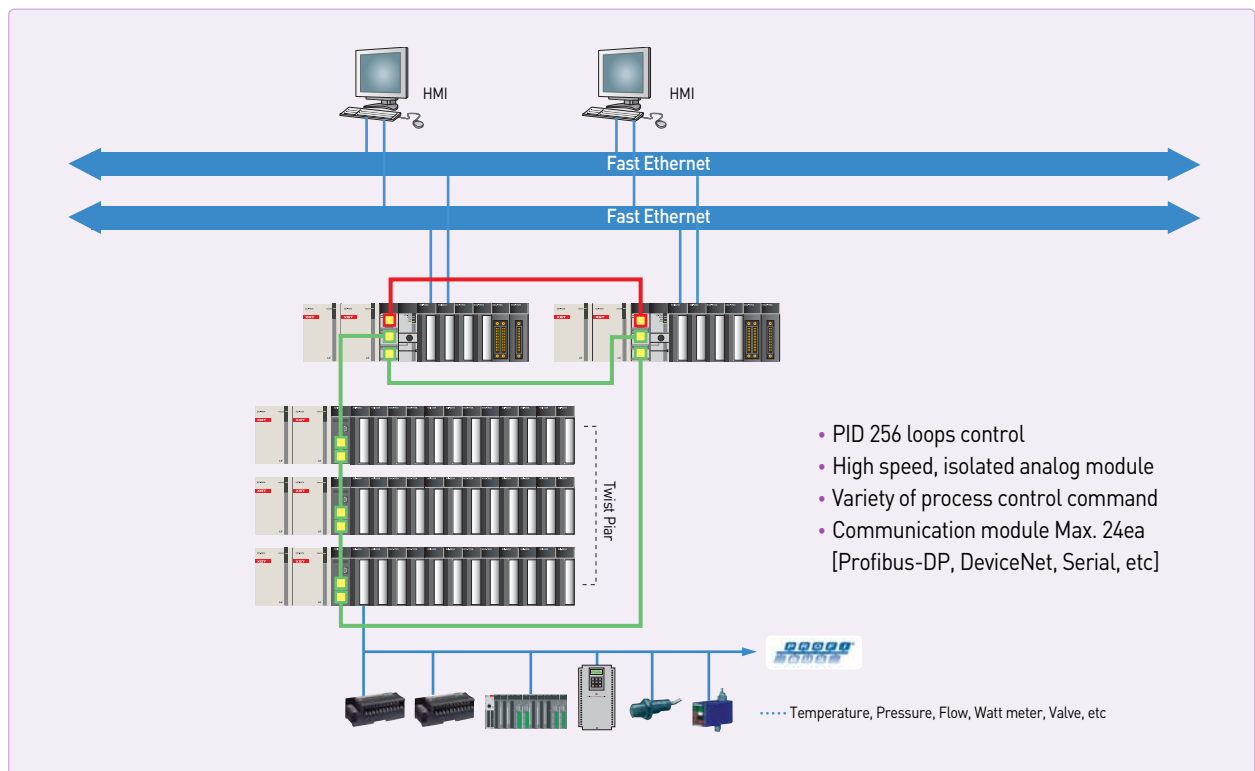 HMI
HMI
Fast Ethernet
Fast Ethernet
Twist Piar
• PID 256 loops control
• High speed, isolated analog module
• Variety of process control command
• Communication module Max. 24ea
[Profibus-DP, DeviceNet, Serial, etc]
PROFI
BUS
Temperature, Pressure, Flow, Watt meter, Valve, etc